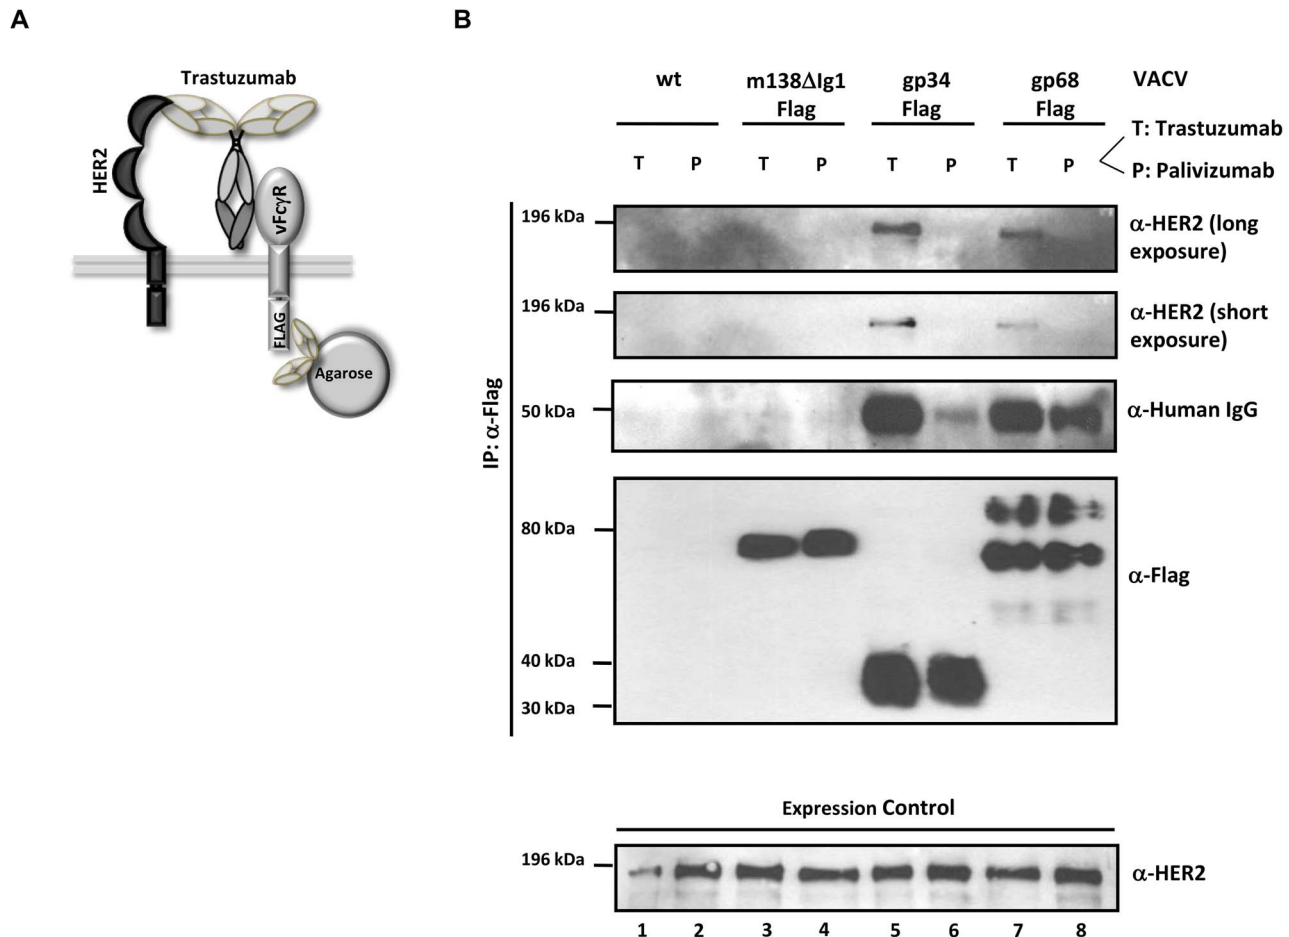 A
Trastuzumab
HER2
vFcγR
FLAG
Agarose
B
wt
m138ΔIg1
Flag
gp34
Flag
gp68
Flag
VACV
T P T P T P T P
T: Trastuzumab
P: Palivizumab
IP: α-Flag
196 kDa
α-HER2 (long
exposure)
196 kDa
α-HER2 (short
exposure)
50 kDa
α-Human IgG
80 kDa
40 kDa
30 kDa
α-Flag
Expression Control
196 kDa
α-HER2
1 2 3 4 5 6 7 8